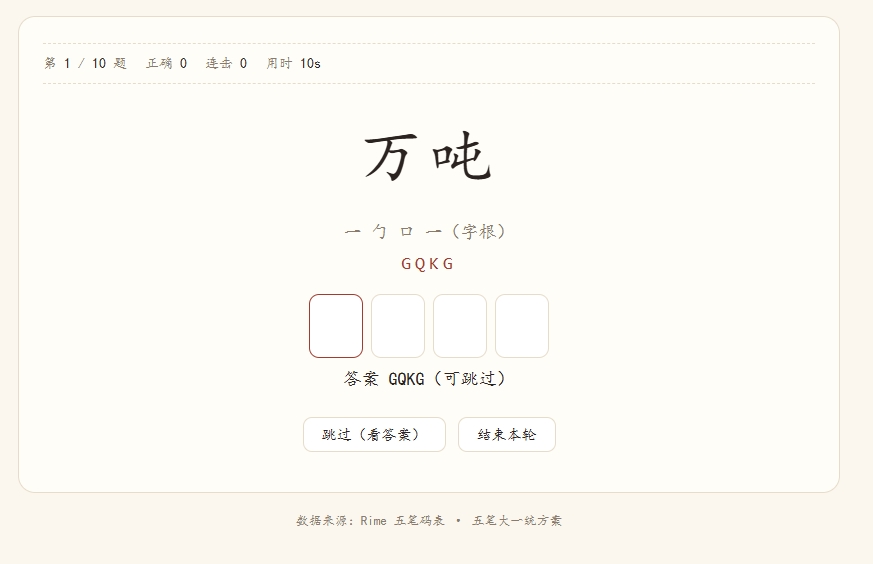 第 1 / 10 题 正确 0 连击 0 用时 10s
万吨
一 勹 口 一（字根）
GQKG
答案 GQKG（可跳过）
跳过（看答案） 结束本轮
数据来源：Rime 五笔码表 • 五笔大一统方案